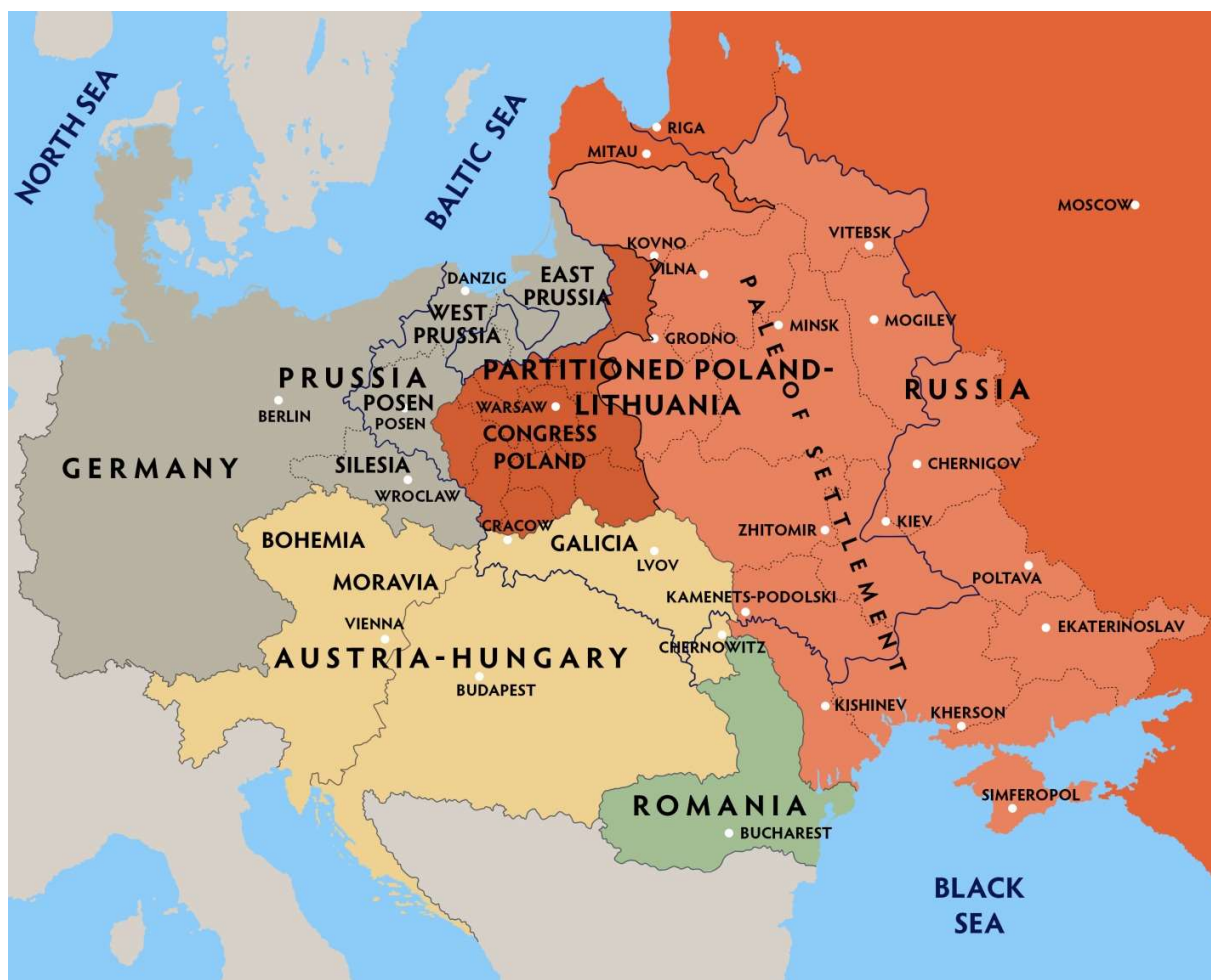 NORTH SEA
BALTIC SEA
RIGA
MITAU
MOSCOW
VITEBSK
KOVNO
VILNA
DANZIG
EAST
PRUSSIA
WEST
PRUSSIA
MINSK
MOGILEV
GRODNO
PALE OF SETTLEMENT
PARTITIONED POLAND-
LITHUANIA
PRUSSIA
RUSSIA
BERLIN
POSEN
POSEN
WARSAW
CONGRESS
POLAND
GERMANY
SILESIA
WROCLAW
CHERNIGOV
CRACOW
ZHITOMIR
KIEV
BOHEMIA
GALICIA
LVOV
MORAVIA
POLTAVA
KAMENETS-PODOLSKI
VIENNA
EKATERINOSLAV
CHERNOWITZ
AUSTRIA-HUNGARY
BUDAPEST
KISHINEV
KHERSON
SIMFEROPOL
ROMANIA
BUCHAREST
BLACK
SEA